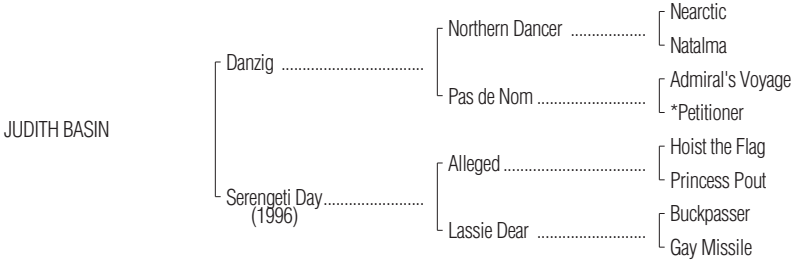 Nearctic
Northern Dancer ....................
Natalma
Danzig ..................................
Admiral's Voyage
Pas de Nom .............................
*Petitioner
JUDITH BASIN
Hoist the Flag
Alleged .....................................
Princess Pout
Serengeti Day ..........................
(1996)
Buckpasser
Lassie Dear .............................
Gay Missile